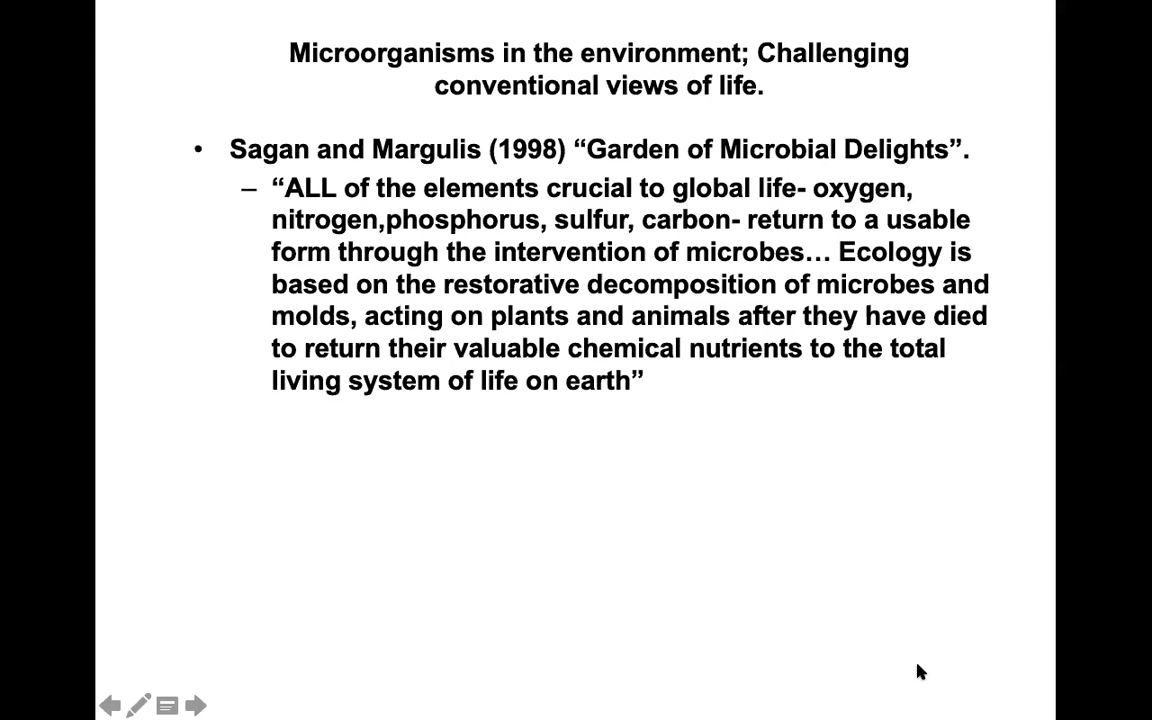 Microorganisms in the environment; Challenging
conventional views of life.
• Sagan and Margulis (1998) “Garden of Microbial Delights”.
– “ALL of the elements crucial to global life- oxygen,
nitrogen,phosphorus, sulfur, carbon- return to a usable
form through the intervention of microbes… Ecology is
based on the restorative decomposition of microbes and
molds, acting on plants and animals after they have died
to return their valuable chemical nutrients to the total
living system of life on earth”